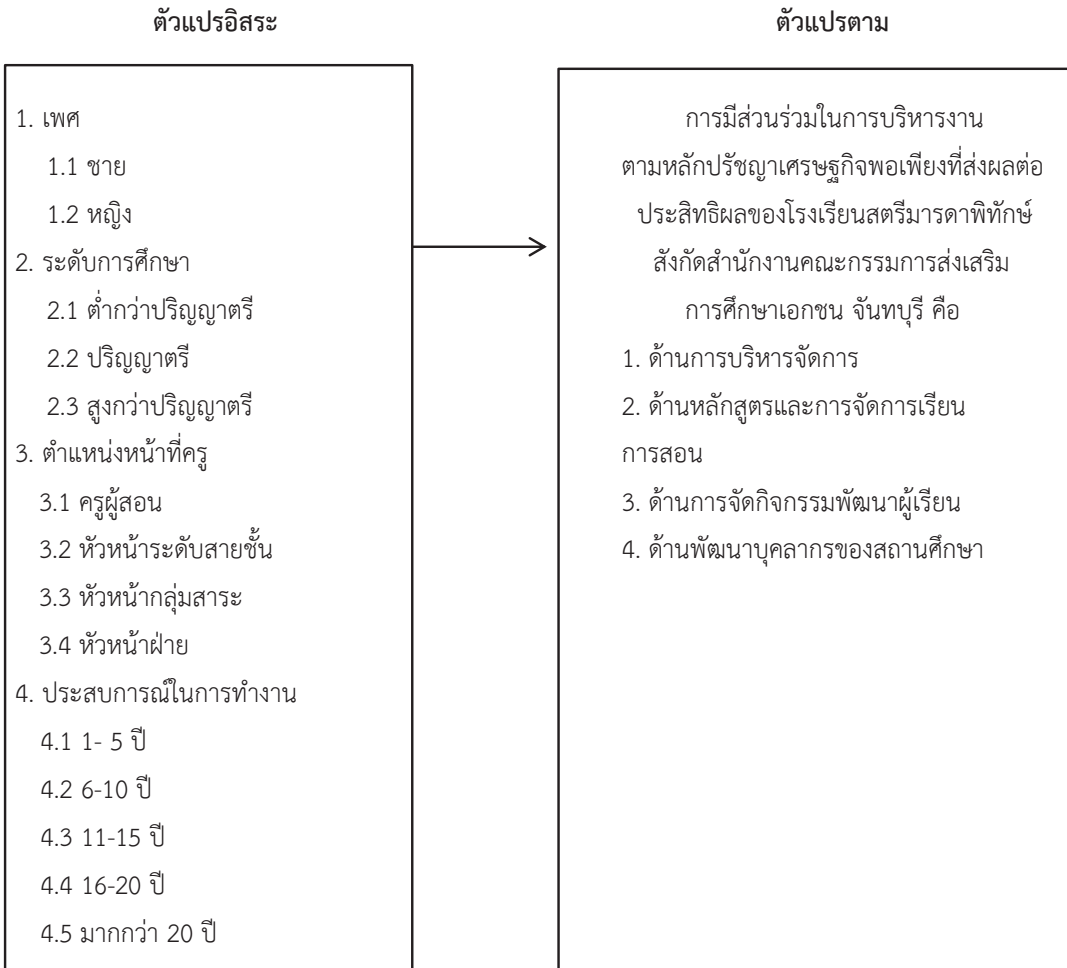 ตัวแปรอิสระ
1. เพศ
1.1 ชาย
1.2 หญิง
2. ระดับการศึกษา
2.1 ต่ำกว่าปริญญาตรี
2.2 ปริญญาตรี
2.3 สูงกว่าปริญญาตรี
3. ตำแหน่งหน้าที่ครู
3.1 ครูผู้สอน
3.2 หัวหน้าระดับสายชั้น
3.3 หัวหน้ากลุ่มสาระ
3.4 หัวหน้าฝ่าย
4. ประสบการณ์ในการทำงาน
4.1 1- 5 ปี
4.2 6-10 ปี
4.3 11-15 ปี
4.4 16-20 ปี
4.5 มากกว่า 20 ปี
ตัวแปรตาม
การมีส่วนร่วมในการบริหารงาน
ตามหลักปรัชญาเศรษฐกิจพอเพียงที่ส่งผลต่อ
ประสิทธิผลของโรงเรียนสตรีมารดาพิทักษ์
สังกัดสำนักงานคณะกรรมการส่งเสริม
การศึกษาเอกชน จันทบุรี คือ
1. ด้านการบริหารจัดการ
2. ด้านหลักสูตรและการจัดการเรียน
การสอน
3. ด้านการจัดกิจกรรมพัฒนาผู้เรียน
4. ด้านพัฒนาบุคลากรของสถานศึกษา